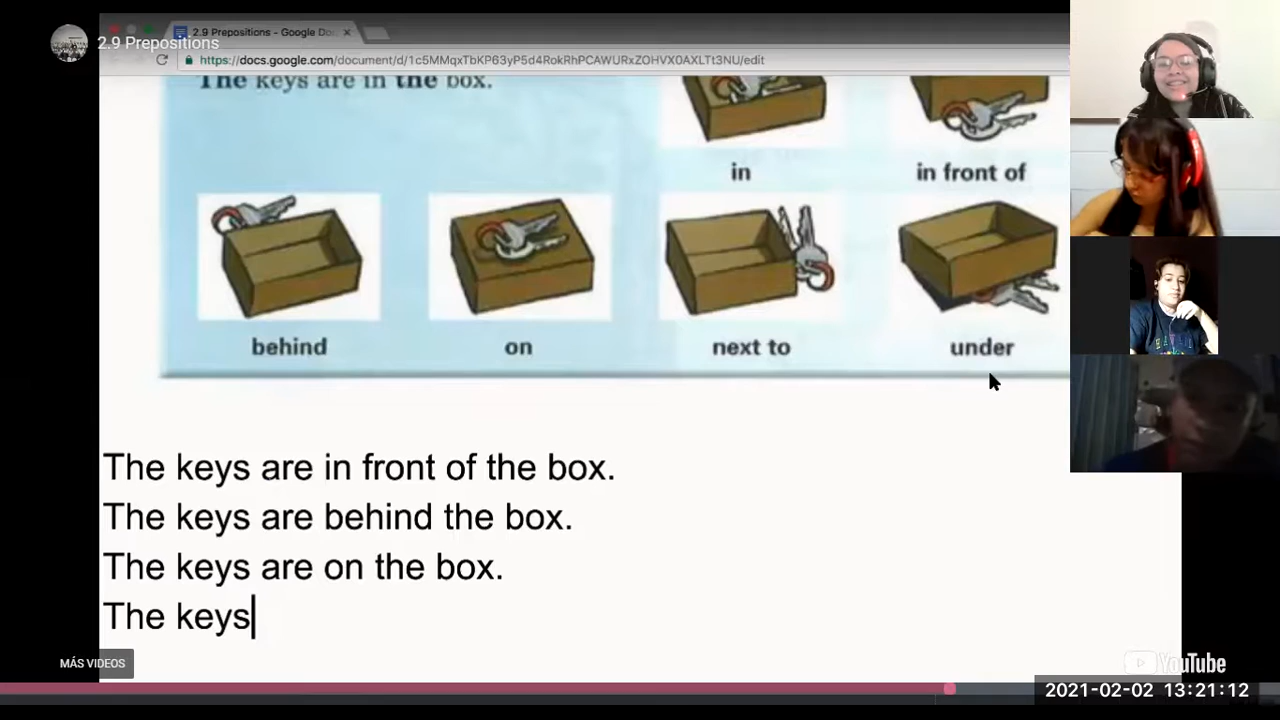 2.9 Prepositions - Google Do
2.9 Prepositions
https://docs.google.com/document/d/1c5MMqxTbKP63yP5d4RokRhPCAWURxZOHVX0AXLTt3NU/edit
The keys are in the box.
in
in front of
behind
on
next to
under
The keys are in front of the box.
The keys are behind the box.
The keys are on the box.
The keys
MÁS VIDEOS
YouTube
2021-02-02 13:21:12